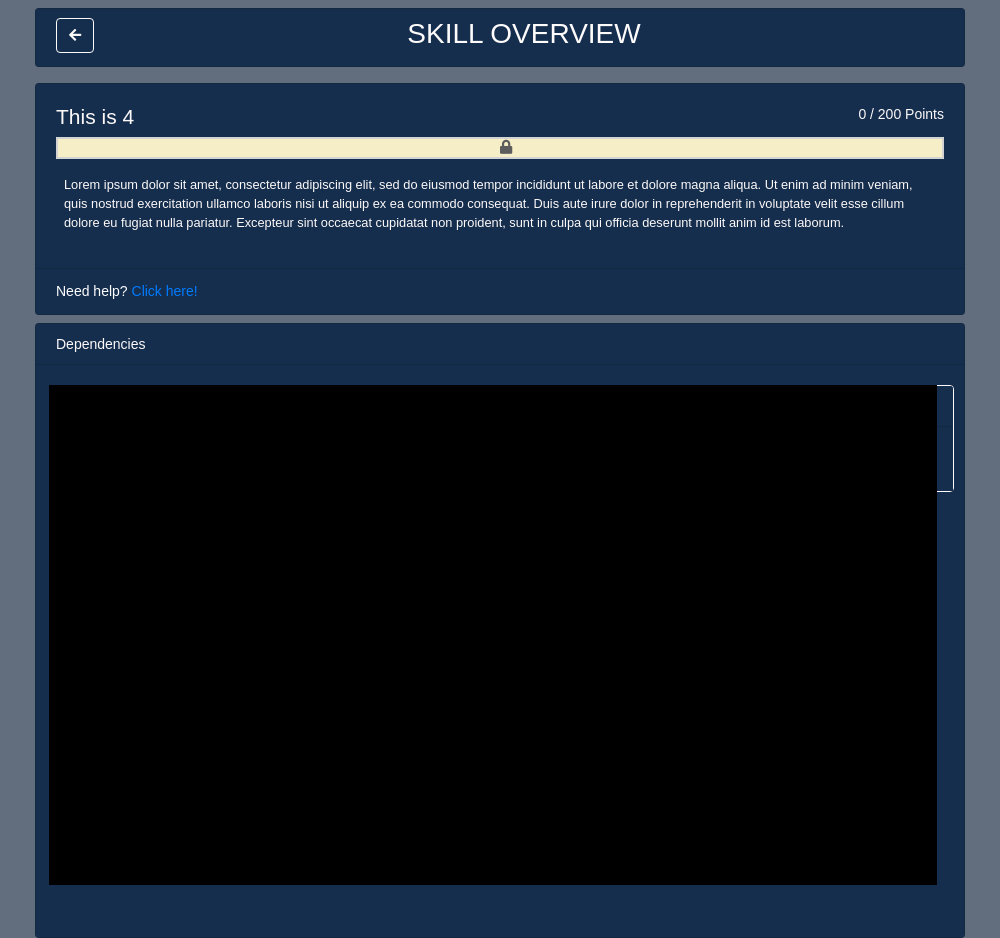 SKILL OVERVIEW
This is 4
0 / 200 Points
Lorem ipsum dolor sit amet, consectetur adipiscing elit, sed do eiusmod tempor incididunt ut labore et dolore magna aliqua. Ut enim ad minim veniam,
quis nostrud exercitation ullamco laboris nisi ut aliquip ex ea commodo consequat. Duis aute irure dolor in reprehenderit in voluptate velit esse cillum
dolore eu fugiat nulla pariatur. Excepteur sint occaecat cupidatat non proident, sunt in culpa qui officia deserunt mollit anim id est laborum.
Need help? Click here!
Dependencies